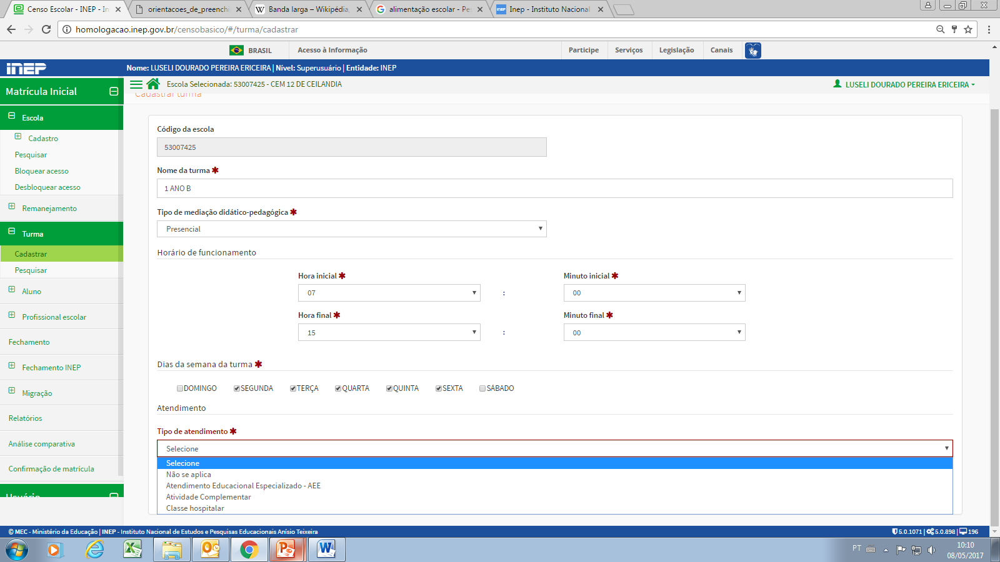 Censo Escolar - INEP - In
orientacoes_de_preenchi
Banda larga – Wikipédia,
alimentação escolar - Pes
Inep - Instituto Nacional
homologacao.inep.gov.br/censobasico/#/turma/cadastrar
BRASIL
Acesso à Informação
Participe
Serviços
Legislação
Canais
INEP
Nome: LUSELI DOURADO PEREIRA ERICEIRA | Nível: Superusuário | Entidade: INEP
Matrícula Inicial
Escola Selecionada: 53007425 - CEM 12 DE CEILANDIA
LUSELI DOURADO PEREIRA ERICEIRA
Cadastrar turma
Escola
Cadastro
Pesquisar
Bloquear acesso
Desbloquear acesso
Remanejamento
Turma
Cadastrar
Pesquisar
Aluno
Profissional escolar
Fechamento
Fechamento INEP
Migração
Relatórios
Análise comparativa
Confirmação de matrícula
Usuário
Código da escola
53007425
Nome da turma ✱
1 ANO B
Tipo de mediação didático-pedagógica ✱
Presencial
Horário de funcionamento
Hora inicial ✱
Minuto inicial ✱
07 : 00
Hora final ✱
Minuto final ✱
15 : 00
Dias da semana da turma ✱
DOMINGO SEGUNDA TERÇA QUARTA QUINTA SEXTA SÁBADO
Atendimento
Tipo de atendimento ✱
Selecione
Selecione
Não se aplica
Atendimento Educacional Especializado - AEE
Atividade Complementar
Classe hospitalar
© MEC - Ministério da Educação | INEP - Instituto Nacional de Estudos e Pesquisas Educacionais Anísio Teixeira
5.0.1071 | 5.0.898 | 196
PT
10:10
08/05/2017